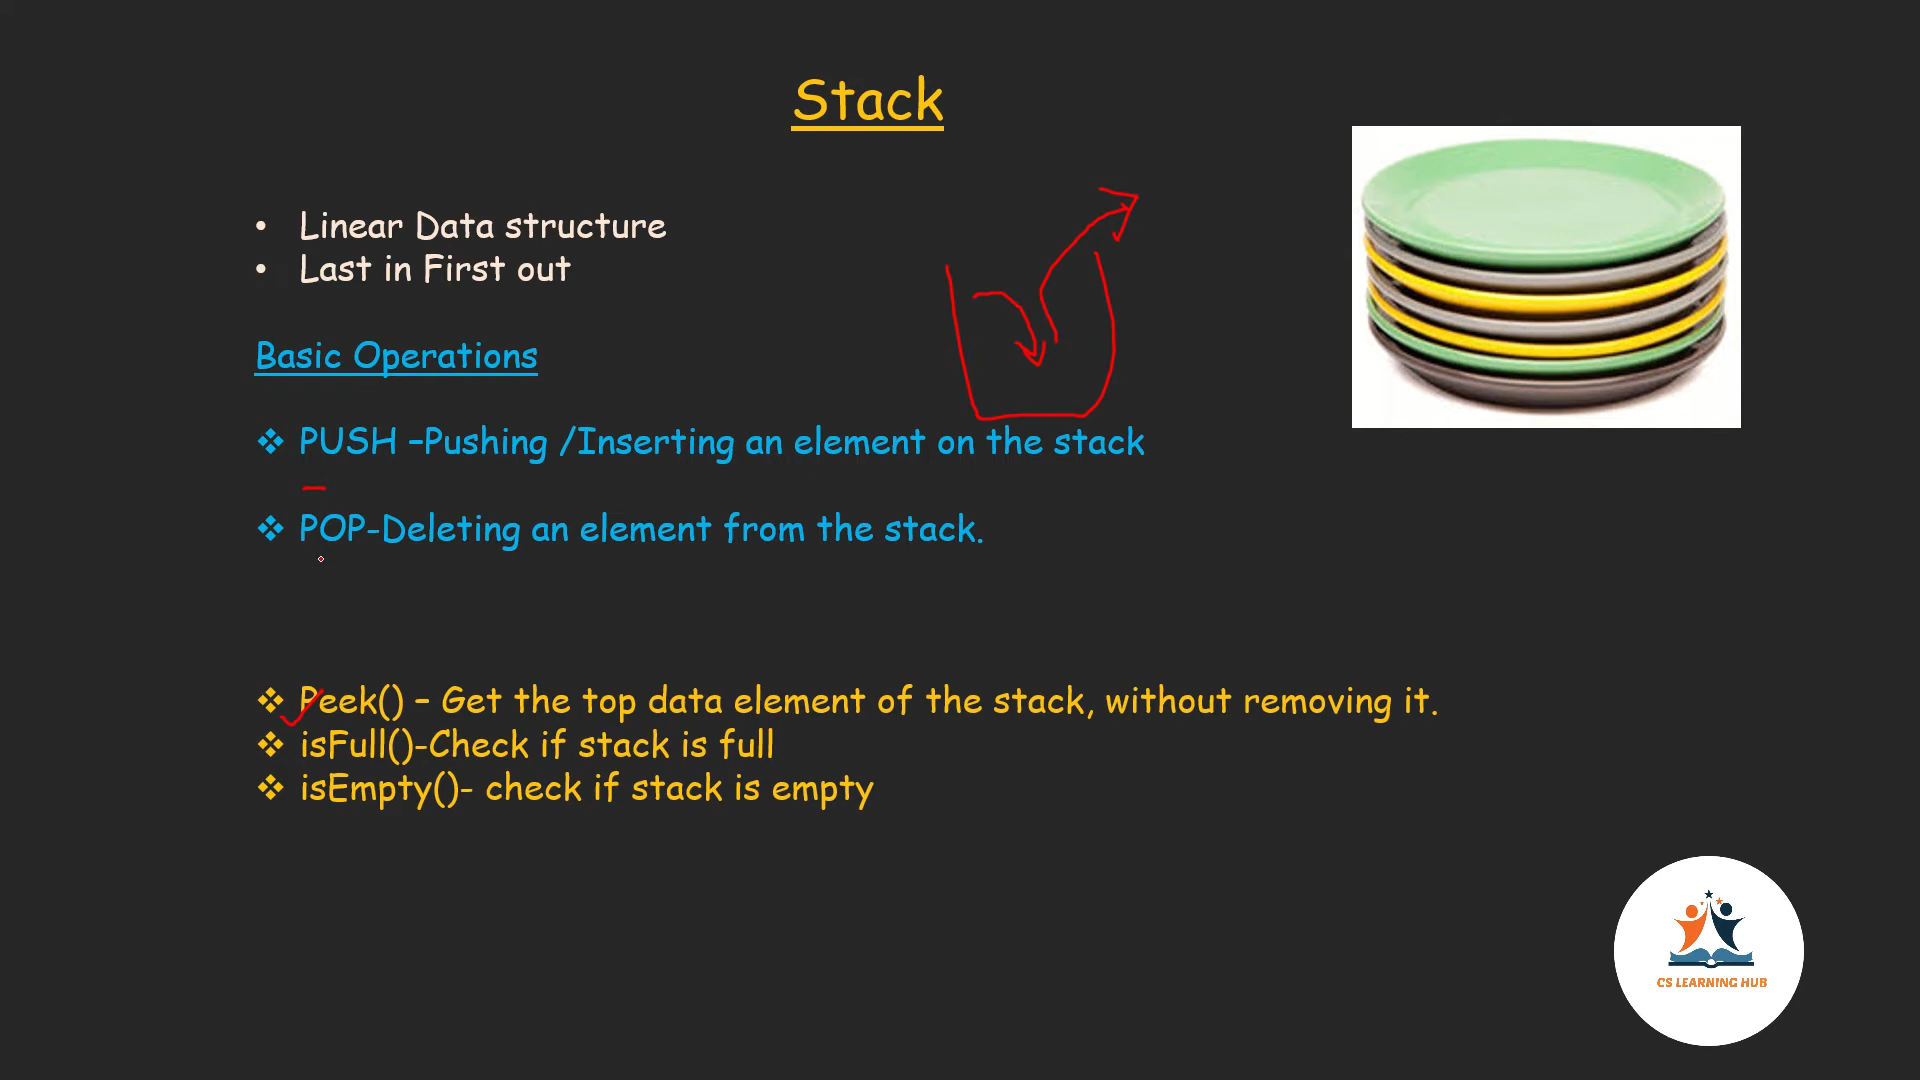 Stack
• Linear Data structure
• Last in First out
Basic Operations
❖ PUSH –Pushing /Inserting an element on the stack
❖ POP-Deleting an element from the stack.
❖ Peek() – Get the top data element of the stack, without removing it.
❖ isFull()-Check if stack is full
❖ isEmpty()- check if stack is empty
CS LEARNING HUB